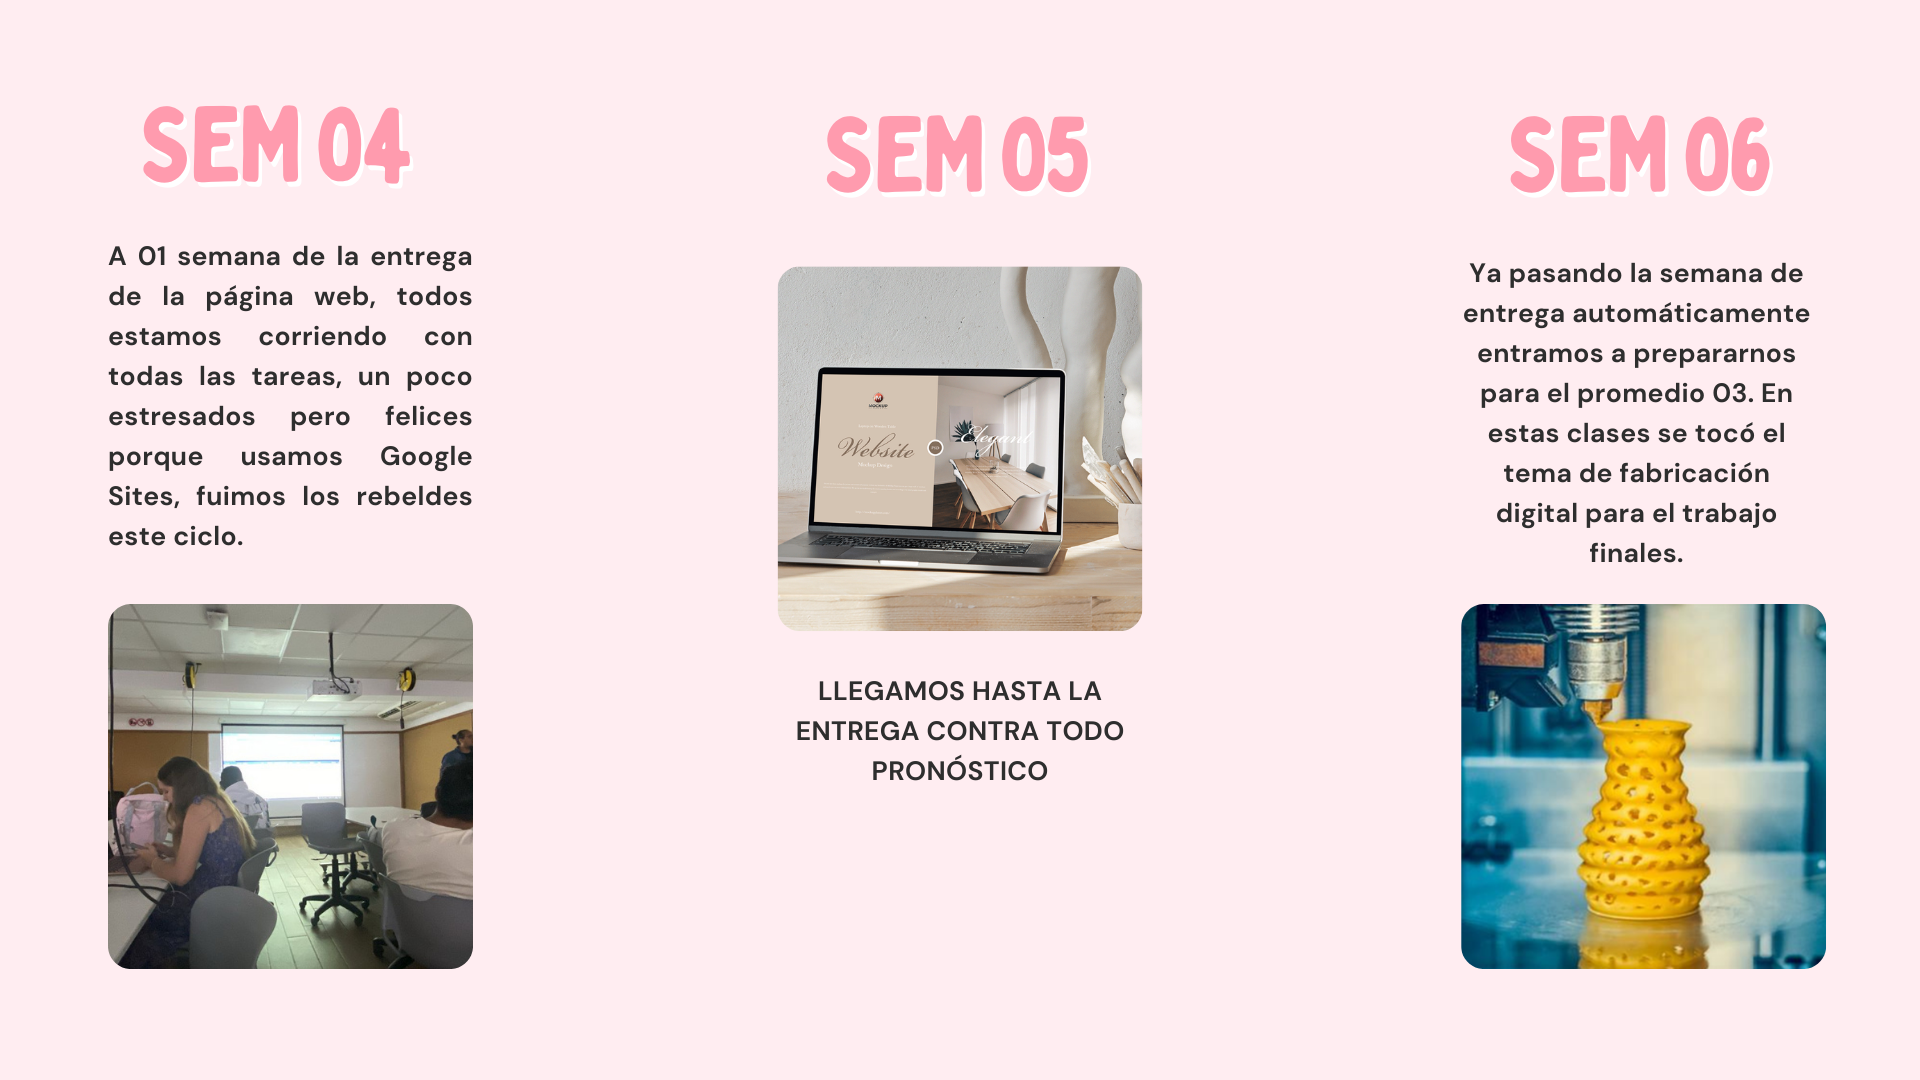 SEM 04
A 01 semana de la entrega
de la página web, todos
estamos corriendo con
todas las tareas, un poco
estresados pero felices
porque usamos Google
Sites, fuimos los rebeldes
este ciclo.
SEM 05
MOCKUP
Website
Mockup Design
Elegant
LLEGAMOS HASTA LA
ENTREGA CONTRA TODO
PRONÓSTICO
SEM 06
Ya pasando la semana de
entrega automáticamente
entramos a prepararnos
para el promedio 03. En
estas clases se tocó el
tema de fabricación
digital para el trabajo
finales.